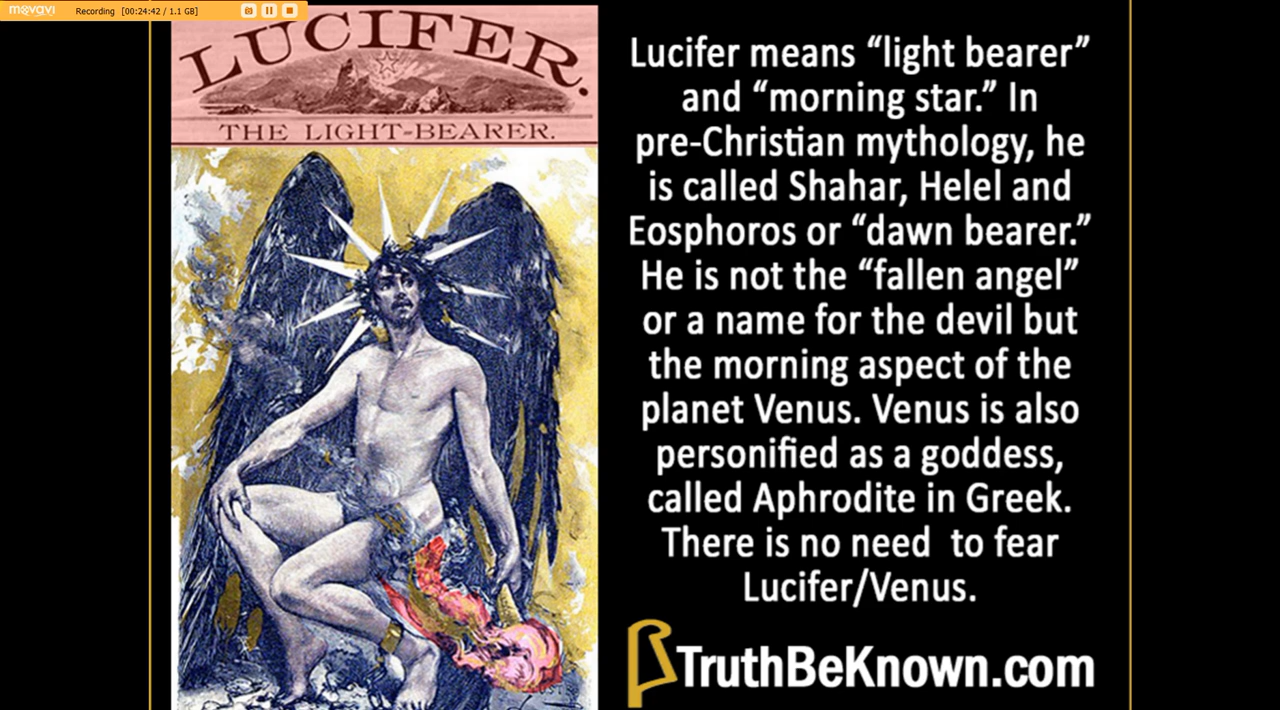 movavi Recording [00:24:42 / 1.1 GB]
LUCIFER.
THE LIGHT-BEARER.
Lucifer means “light bearer”
and “morning star.” In
pre-Christian mythology, he
is called Shahar, Helel and
Eosphoros or “dawn bearer.”
He is not the “fallen angel”
or a name for the devil but
the morning aspect of the
planet Venus. Venus is also
personified as a goddess,
called Aphrodite in Greek.
There is no need to fear
Lucifer/Venus.
TruthBeKnown.com